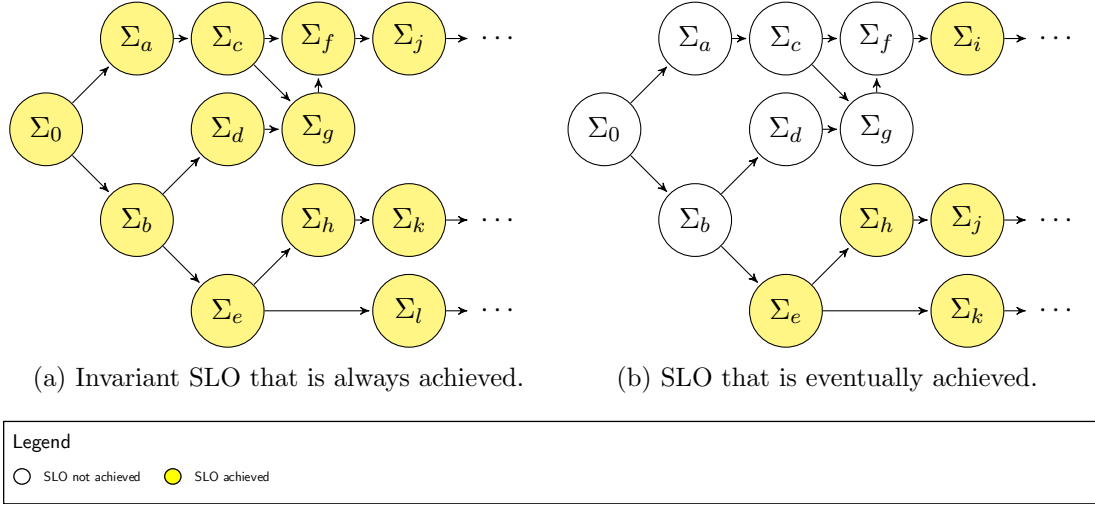 Σa Σc Σf Σj ···
Σ0 Σd Σg
Σb Σh Σk ···
Σe Σl ···
(a) Invariant SLO that is always achieved.
Σa Σc Σf Σi ···
Σ0 Σd Σg
Σb Σh Σj ···
Σe Σk ···
(b) SLO that is eventually achieved.
Legend
SLO not achieved SLO achieved